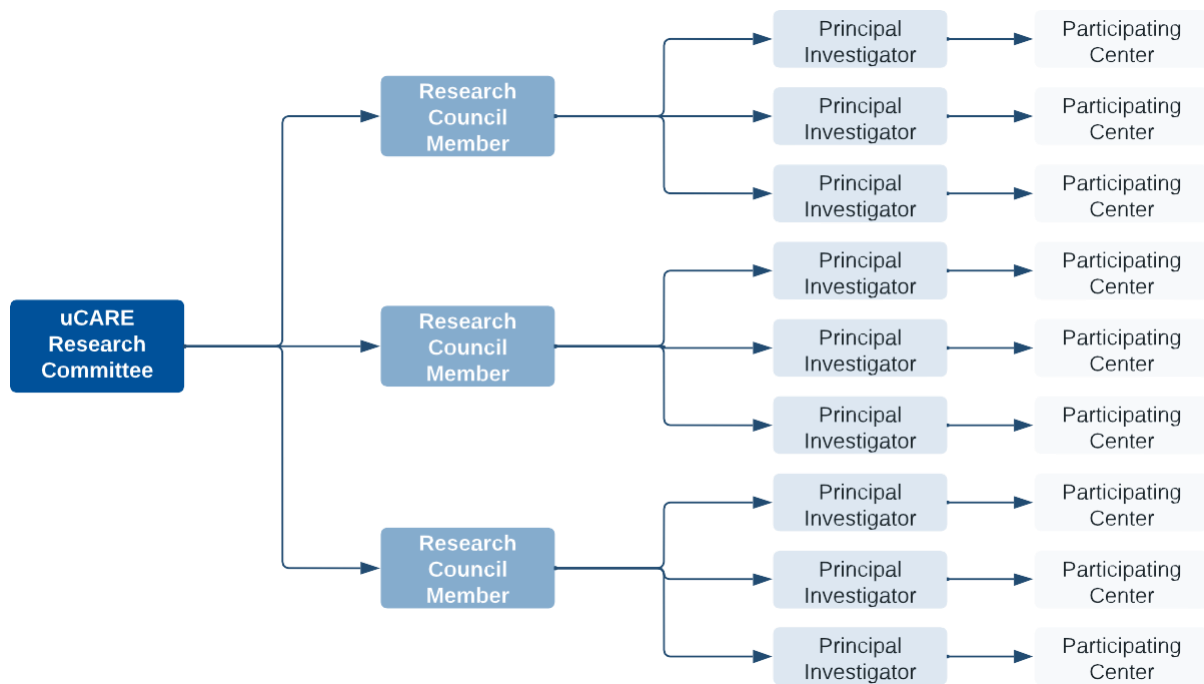 uCARE
Research
Committee
Research
Council
Member
Principal
Investigator
Participating
Center
Principal
Investigator
Participating
Center
Principal
Investigator
Participating
Center
Research
Council
Member
Principal
Investigator
Participating
Center
Principal
Investigator
Participating
Center
Principal
Investigator
Participating
Center
Research
Council
Member
Principal
Investigator
Participating
Center
Principal
Investigator
Participating
Center
Principal
Investigator
Participating
Center